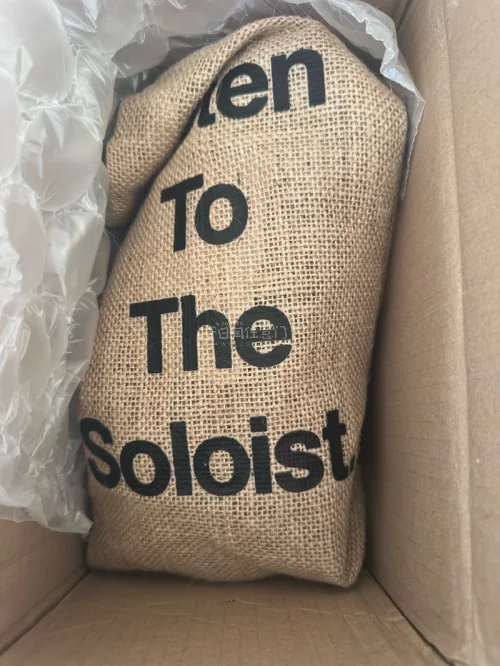 ten
To
The
Soloist.